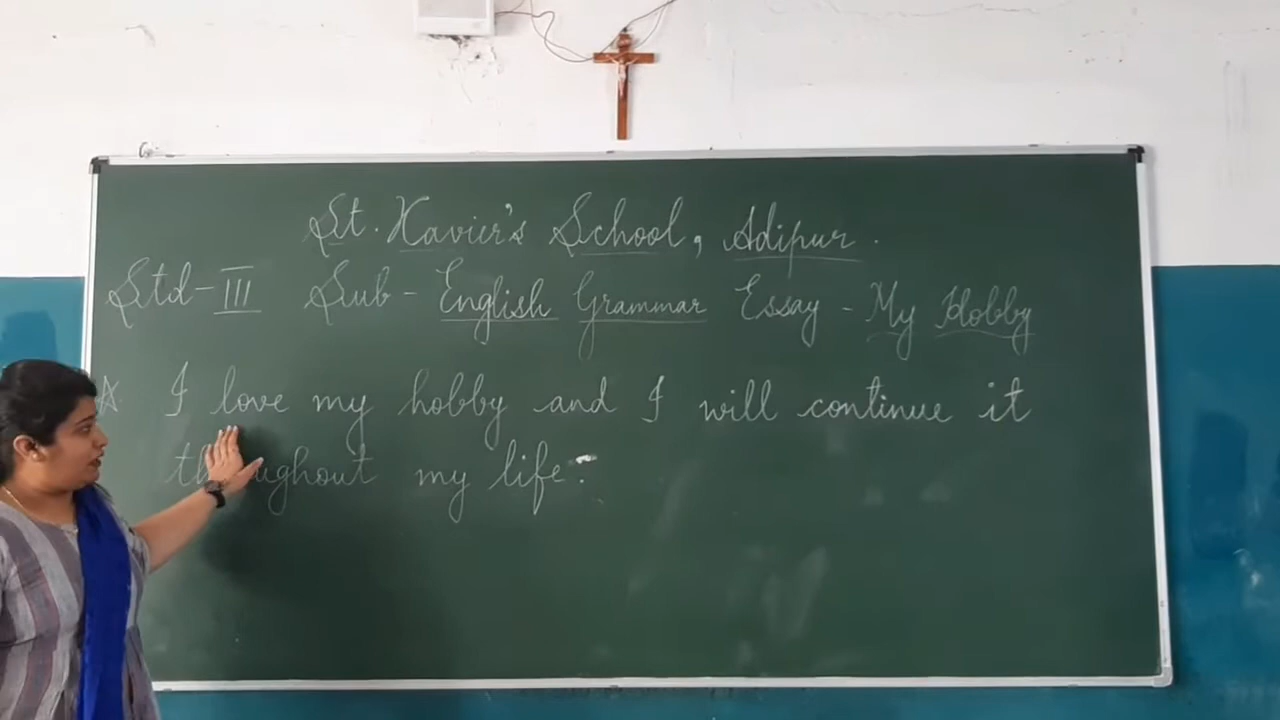 St. Xavier's School, Adipur.
Std - III Sub - English Grammar Essay - My Hobby
☆ I love my hobby and I will continue it
throughout my life.